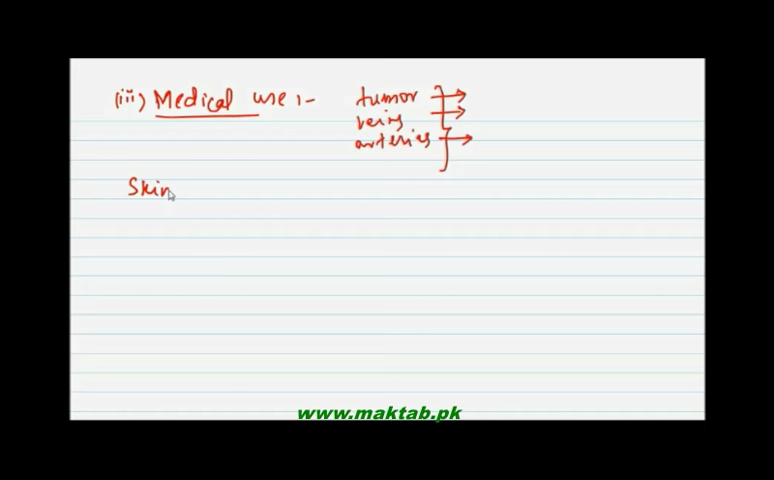 (iii) Medical use :-
tumor
veins
arteries
Skin
www.maktab.pk